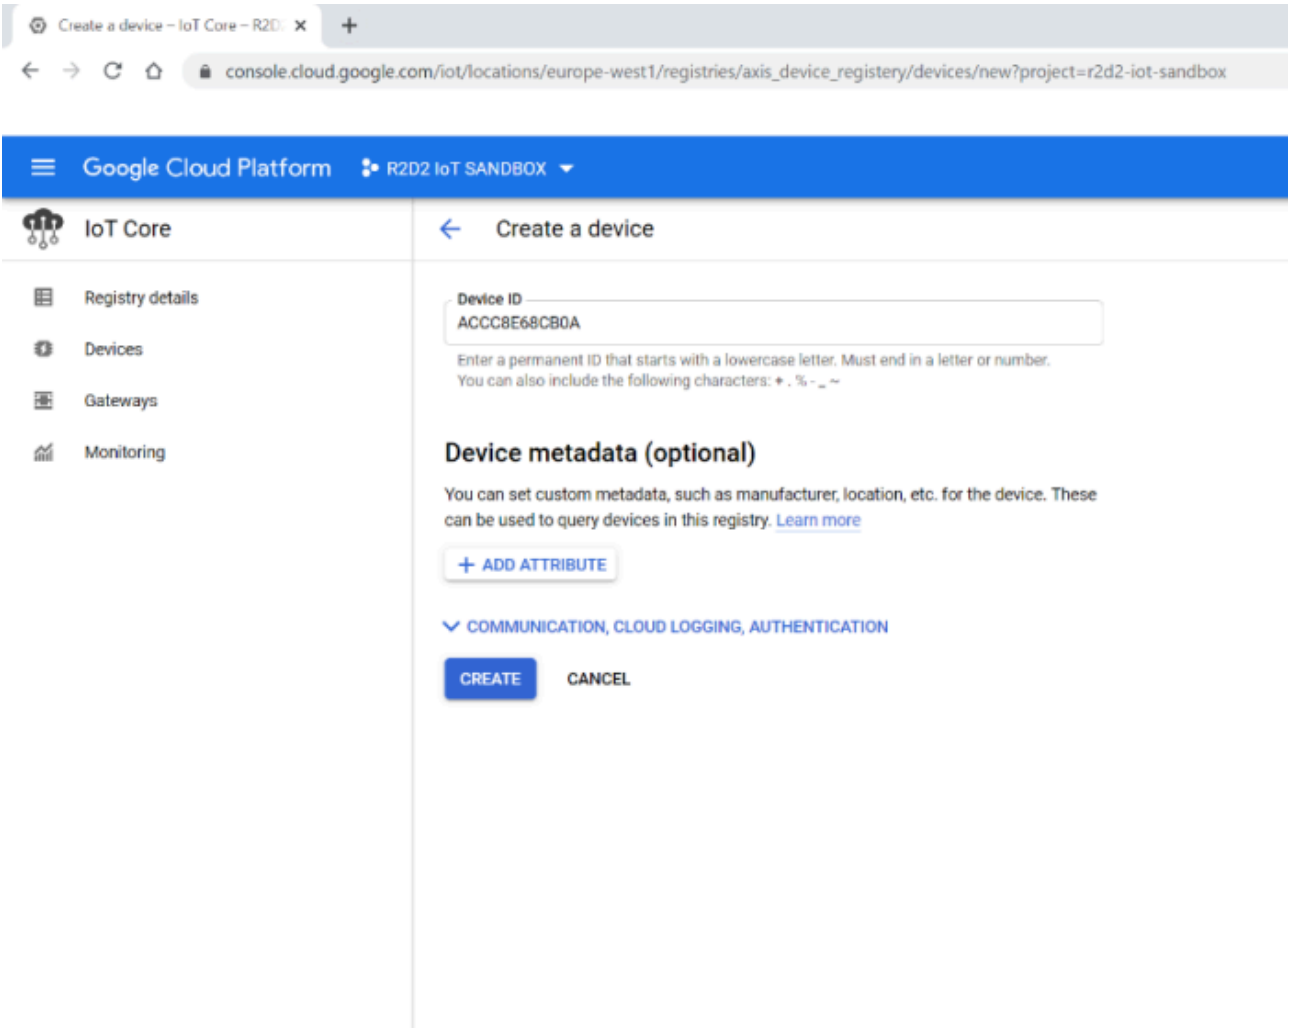 Create a device – IoT Core – R2D
console.cloud.google.com/iot/locations/europe-west1/registries/axis_device_registery/devices/new?project=r2d2-iot-sandbox
Google Cloud Platform R2D2 IoT SANDBOX
IoT Core
Create a device
Registry details
Devices
Gateways
Monitoring
Device ID
ACCC8E68CB0A
Enter a permanent ID that starts with a lowercase letter. Must end in a letter or number.
You can also include the following characters: + . % - _ ~
Device metadata (optional)
You can set custom metadata, such as manufacturer, location, etc. for the device. These
can be used to query devices in this registry. Learn more
+ ADD ATTRIBUTE
COMMUNICATION, CLOUD LOGGING, AUTHENTICATION
CREATE CANCEL